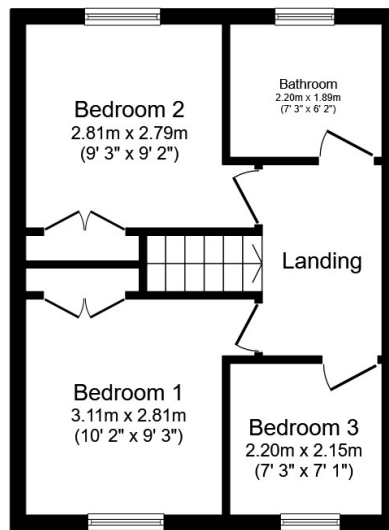 Bedroom 2
2.81m x 2.79m
(9' 3" x 9' 2")
Bathroom
2.20m x 1.89m
(7' 3" x 6' 2")
Landing
Bedroom 1
3.11m x 2.81m
(10' 2" x 9' 3")
Bedroom 3
2.20m x 2.15m
(7' 3" x 7' 1")